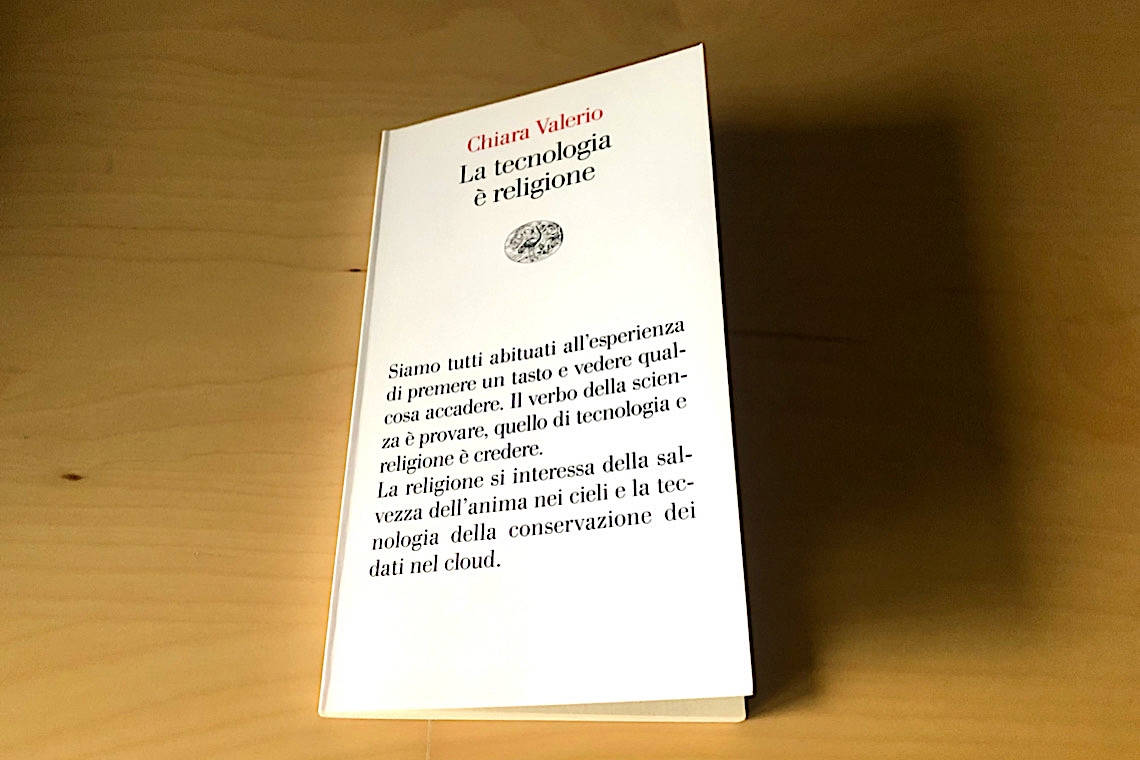 Chiara Valerio
La tecnologia
è religione
Siamo tutti abituati all'esperienza
di premere un tasto e vedere qual-
cosa accadere. Il verbo della scien-
za è provare, quello di tecnologia e
religione è credere.
La religione si interessa della sal-
vezza dell'anima nei cieli e la tec-
nologia della conservazione dei
dati nel cloud.